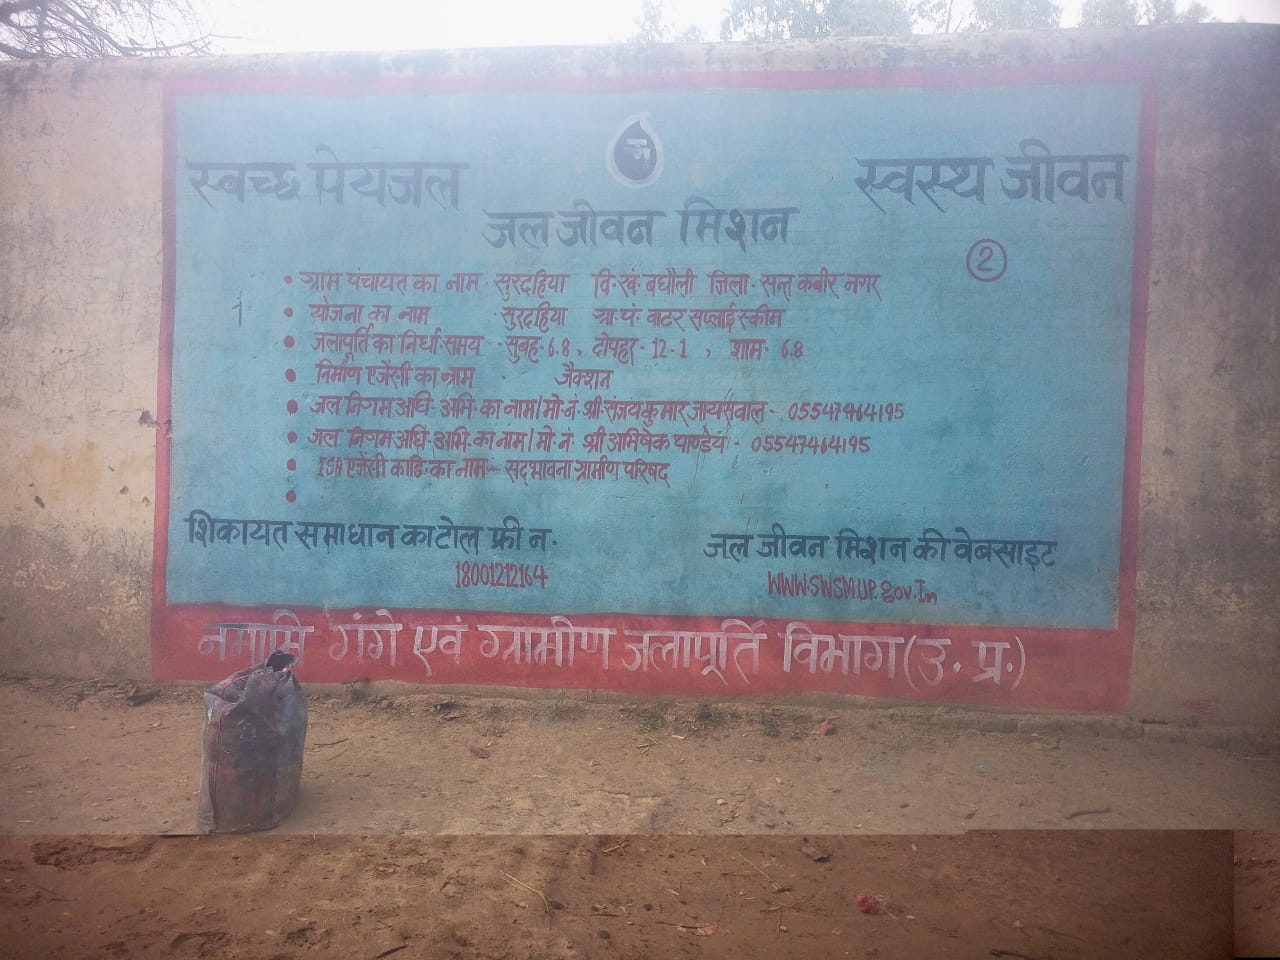 स्वच्छ पेयजल
स्वस्थ जीवन
जल जीवन मिशन
2
• ग्राम पंचायत का नाम - सुरदहिया वि.खं. बघौली जिला - सन्त कबीर नगर
• योजना का नाम सुरदहिया ग्रा.पं. वाटर सप्लाई स्कीम
• जलापूर्ति का निर्धा. समय - सुबह - 6.8, दोपहर - 12-1, शाम - 6.8
• निर्माण एजेंसी का नाम - जैक्शन
• जल निगम अधि. अभि. का नाम/मो.नं. श्री संजय कुमार जायसवाल - 05547464195
• जल निगम अधि. अभि. का नाम/मो.नं. श्री अभिषेक पाण्डेय - 05547464195
• ISA एजेंसी का डि. का नाम --- सद्भावना ग्रामीण परिषद
•
शिकायत समाधान का टोल फ्री न.
18001212164
जल जीवन मिशन की वेबसाइट
WWW.SWSMUP.gov.In
नमामि गंगे एवं ग्रामीण जलापूर्ति विभाग (उ. प्र.)